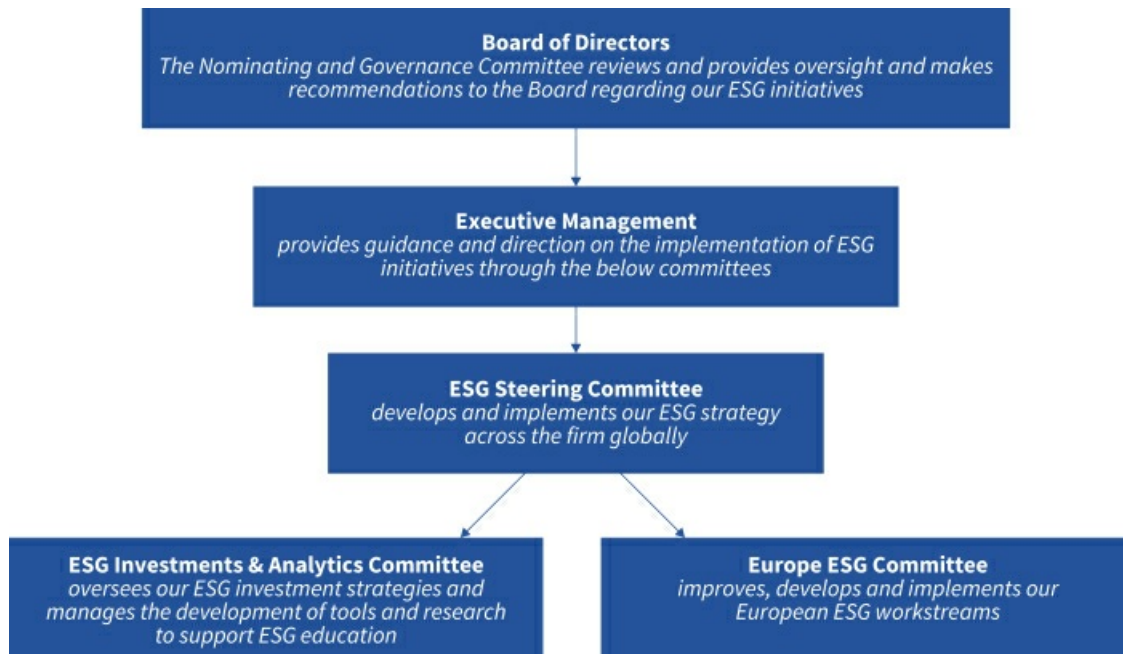 Board of Directors
The Nominating and Governance Committee reviews and provides oversight and makes
recommendations to the Board regarding our ESG initiatives
Executive Management
provides guidance and direction on the implementation of ESG
initiatives through the below committees
ESG Steering Committee
develops and implements our ESG strategy
across the firm globally
ESG Investments & Analytics Committee
oversees our ESG investment strategies and
manages the development of tools and research
to support ESG education
Europe ESG Committee
improves, develops and implements our
European ESG workstreams